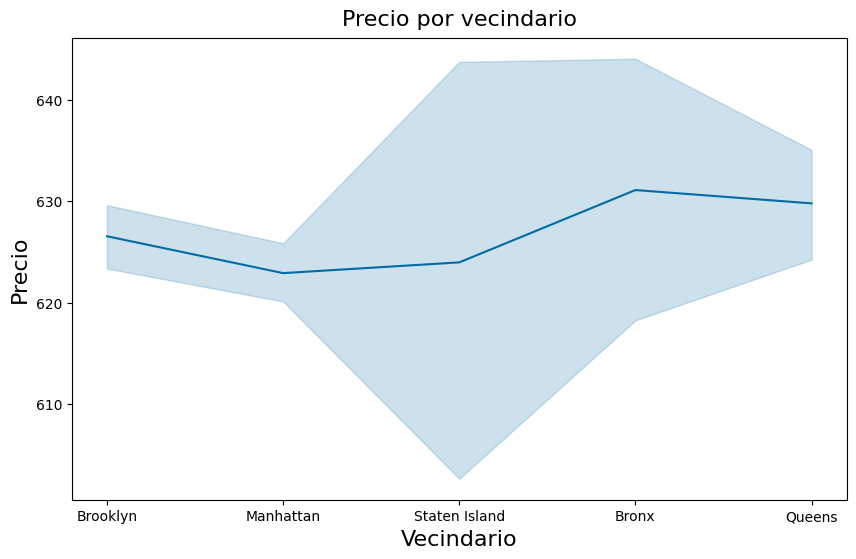 Precio por vecindario
Precio
640
630
620
610
Brooklyn Manhattan Staten Island Bronx Queens
Vecindario